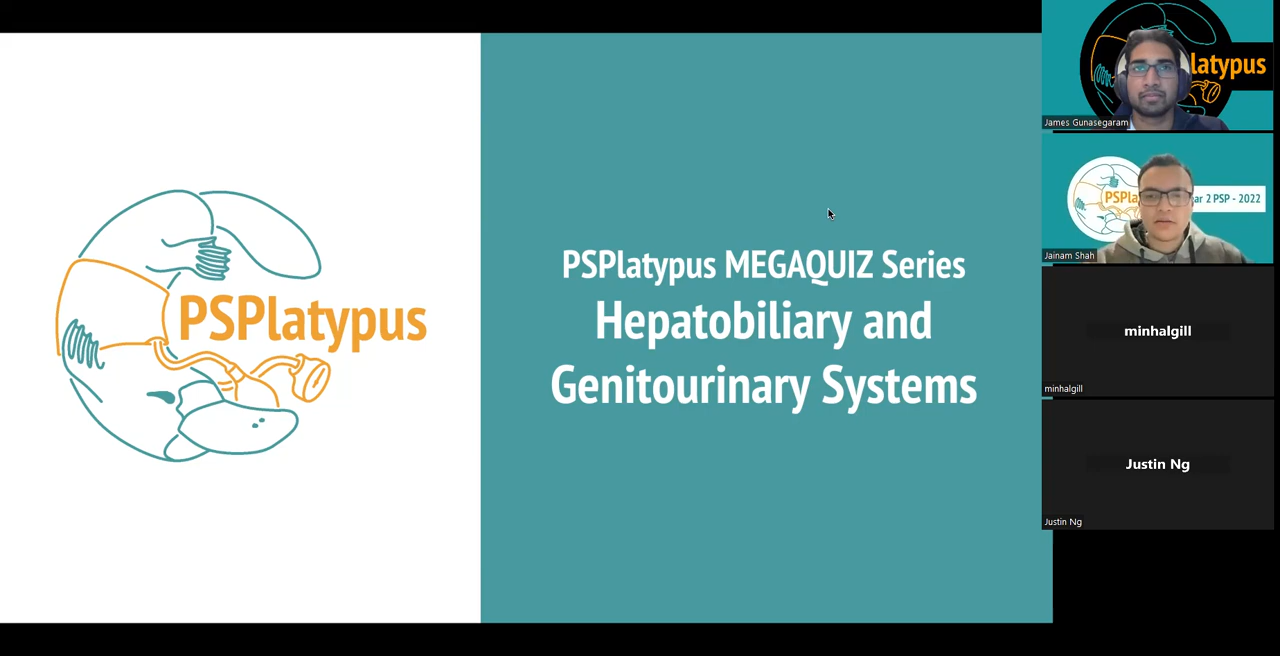 PSPlatypus
PSPlatypus MEGAQUIZ Series
Hepatobiliary and
Genitourinary Systems
latypus
James Gunasegaram
PSPla
ar 2 PSP - 2022
Jainam Shah
minhalgill
minhalgill
Justin Ng
Justin Ng